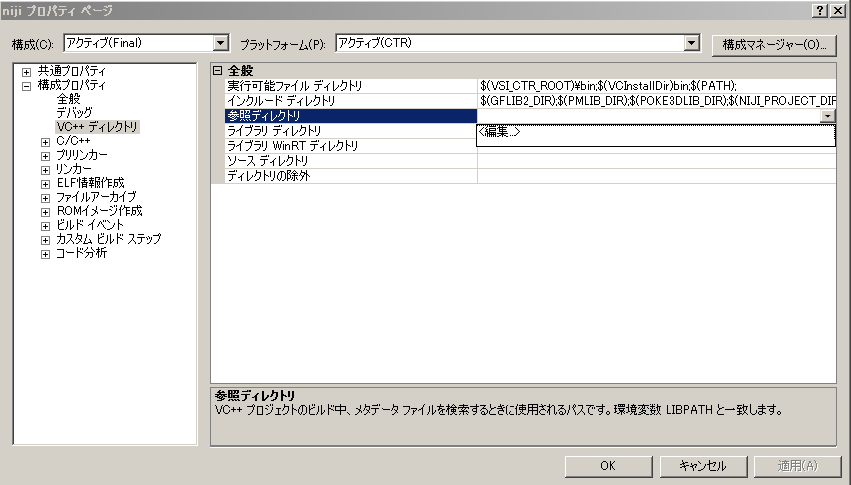 niji プロパティ ページ
構成(C): アクティブ(Final) プラットフォーム(P): アクティブ(CTR) 構成マネージャー(O)...
共通プロパティ
構成プロパティ
全般
デバッグ
VC++ ディレクトリ
C/C++
プリリンカー
リンカー
ELF情報作成
ファイルアーカイブ
ROMイメージ作成
ビルド イベント
カスタム ビルド ステップ
コード分析
全般
実行可能ファイル ディレクトリ $(VSI_CTR_ROOT)¥bin;$(VCInstallDir)bin;$(PATH);
インクルード ディレクトリ $(GFLIB2_DIR);$(PMLIB_DIR);$(POKE3DLIB_DIR);$(NIJI_PROJECT_DIR
参照ディレクトリ
ライブラリ ディレクトリ <編集...>
ライブラリ WinRT ディレクトリ
ソース ディレクトリ
ディレクトリの除外
参照ディレクトリ
VC++ プロジェクトのビルド中、メタデータ ファイルを検索するときに使用されるパスです。環境変数 LIBPATH と一致します。
OK キャンセル 適用(A)